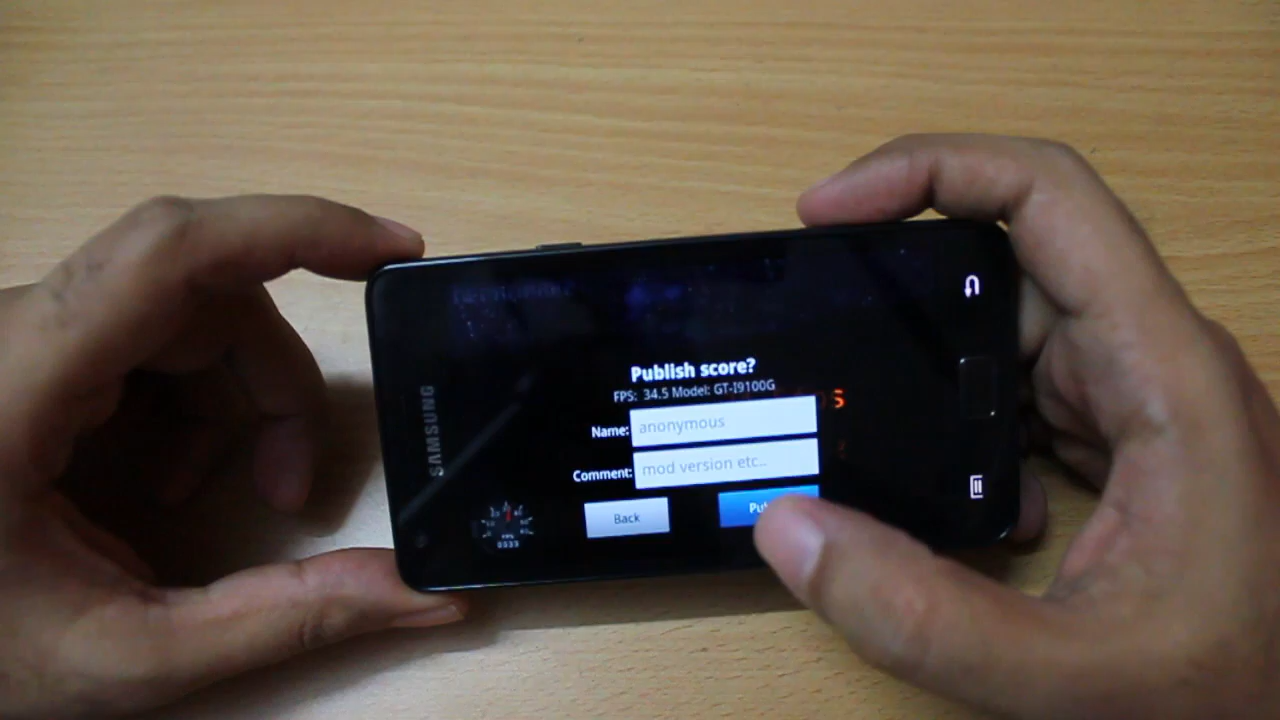 SAMSUNG
Publish score?
FPS: 34.5 Model: GT-I9100G
Name: anonymous
Comment: mod version etc..
Back